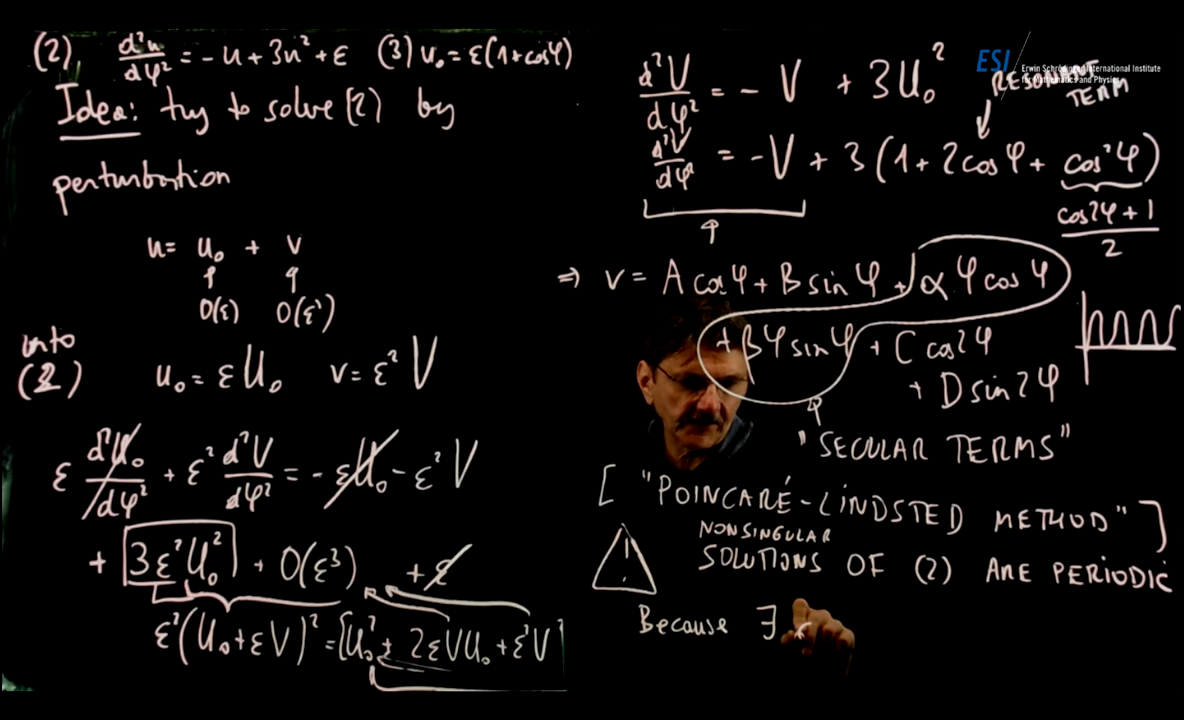 (2) d²u/dφ² = -u + 3u² + ε (3) u₀ = ε(1+cosφ)
Idea: try to solve (2) by
perturbation
u = u₀ + v
O(ε) O(ε²)
into
(2) u₀ = εU₀ v = ε²V
ε d²U₀/dφ² + ε² d²V/dφ² = -εU₀ - ε²V
+ 3ε²U₀² + O(ε³) + ε
ε²(U₀+εV)² = [U₀² + 2εVU₀ + ε²V²]
ESI Erwin Schrödinger International Institute
for Mathematics and Physics
RESONANT
TERM
d²V/dφ² = - V + 3U₀²
d²V/dφ² = -V + 3(1+2cosφ + cos²φ)
(cos2φ+1)/2
⇒ v = A cosφ + B sinφ + αφcosφ
+ βφsinφ + C cos2φ
+ D sin2φ
"SECULAR TERMS"
["POINCARÉ-LINDSTED METHOD"]
NONSINGULAR
! SOLUTIONS OF (2) ARE PERIODIC
Because ∃